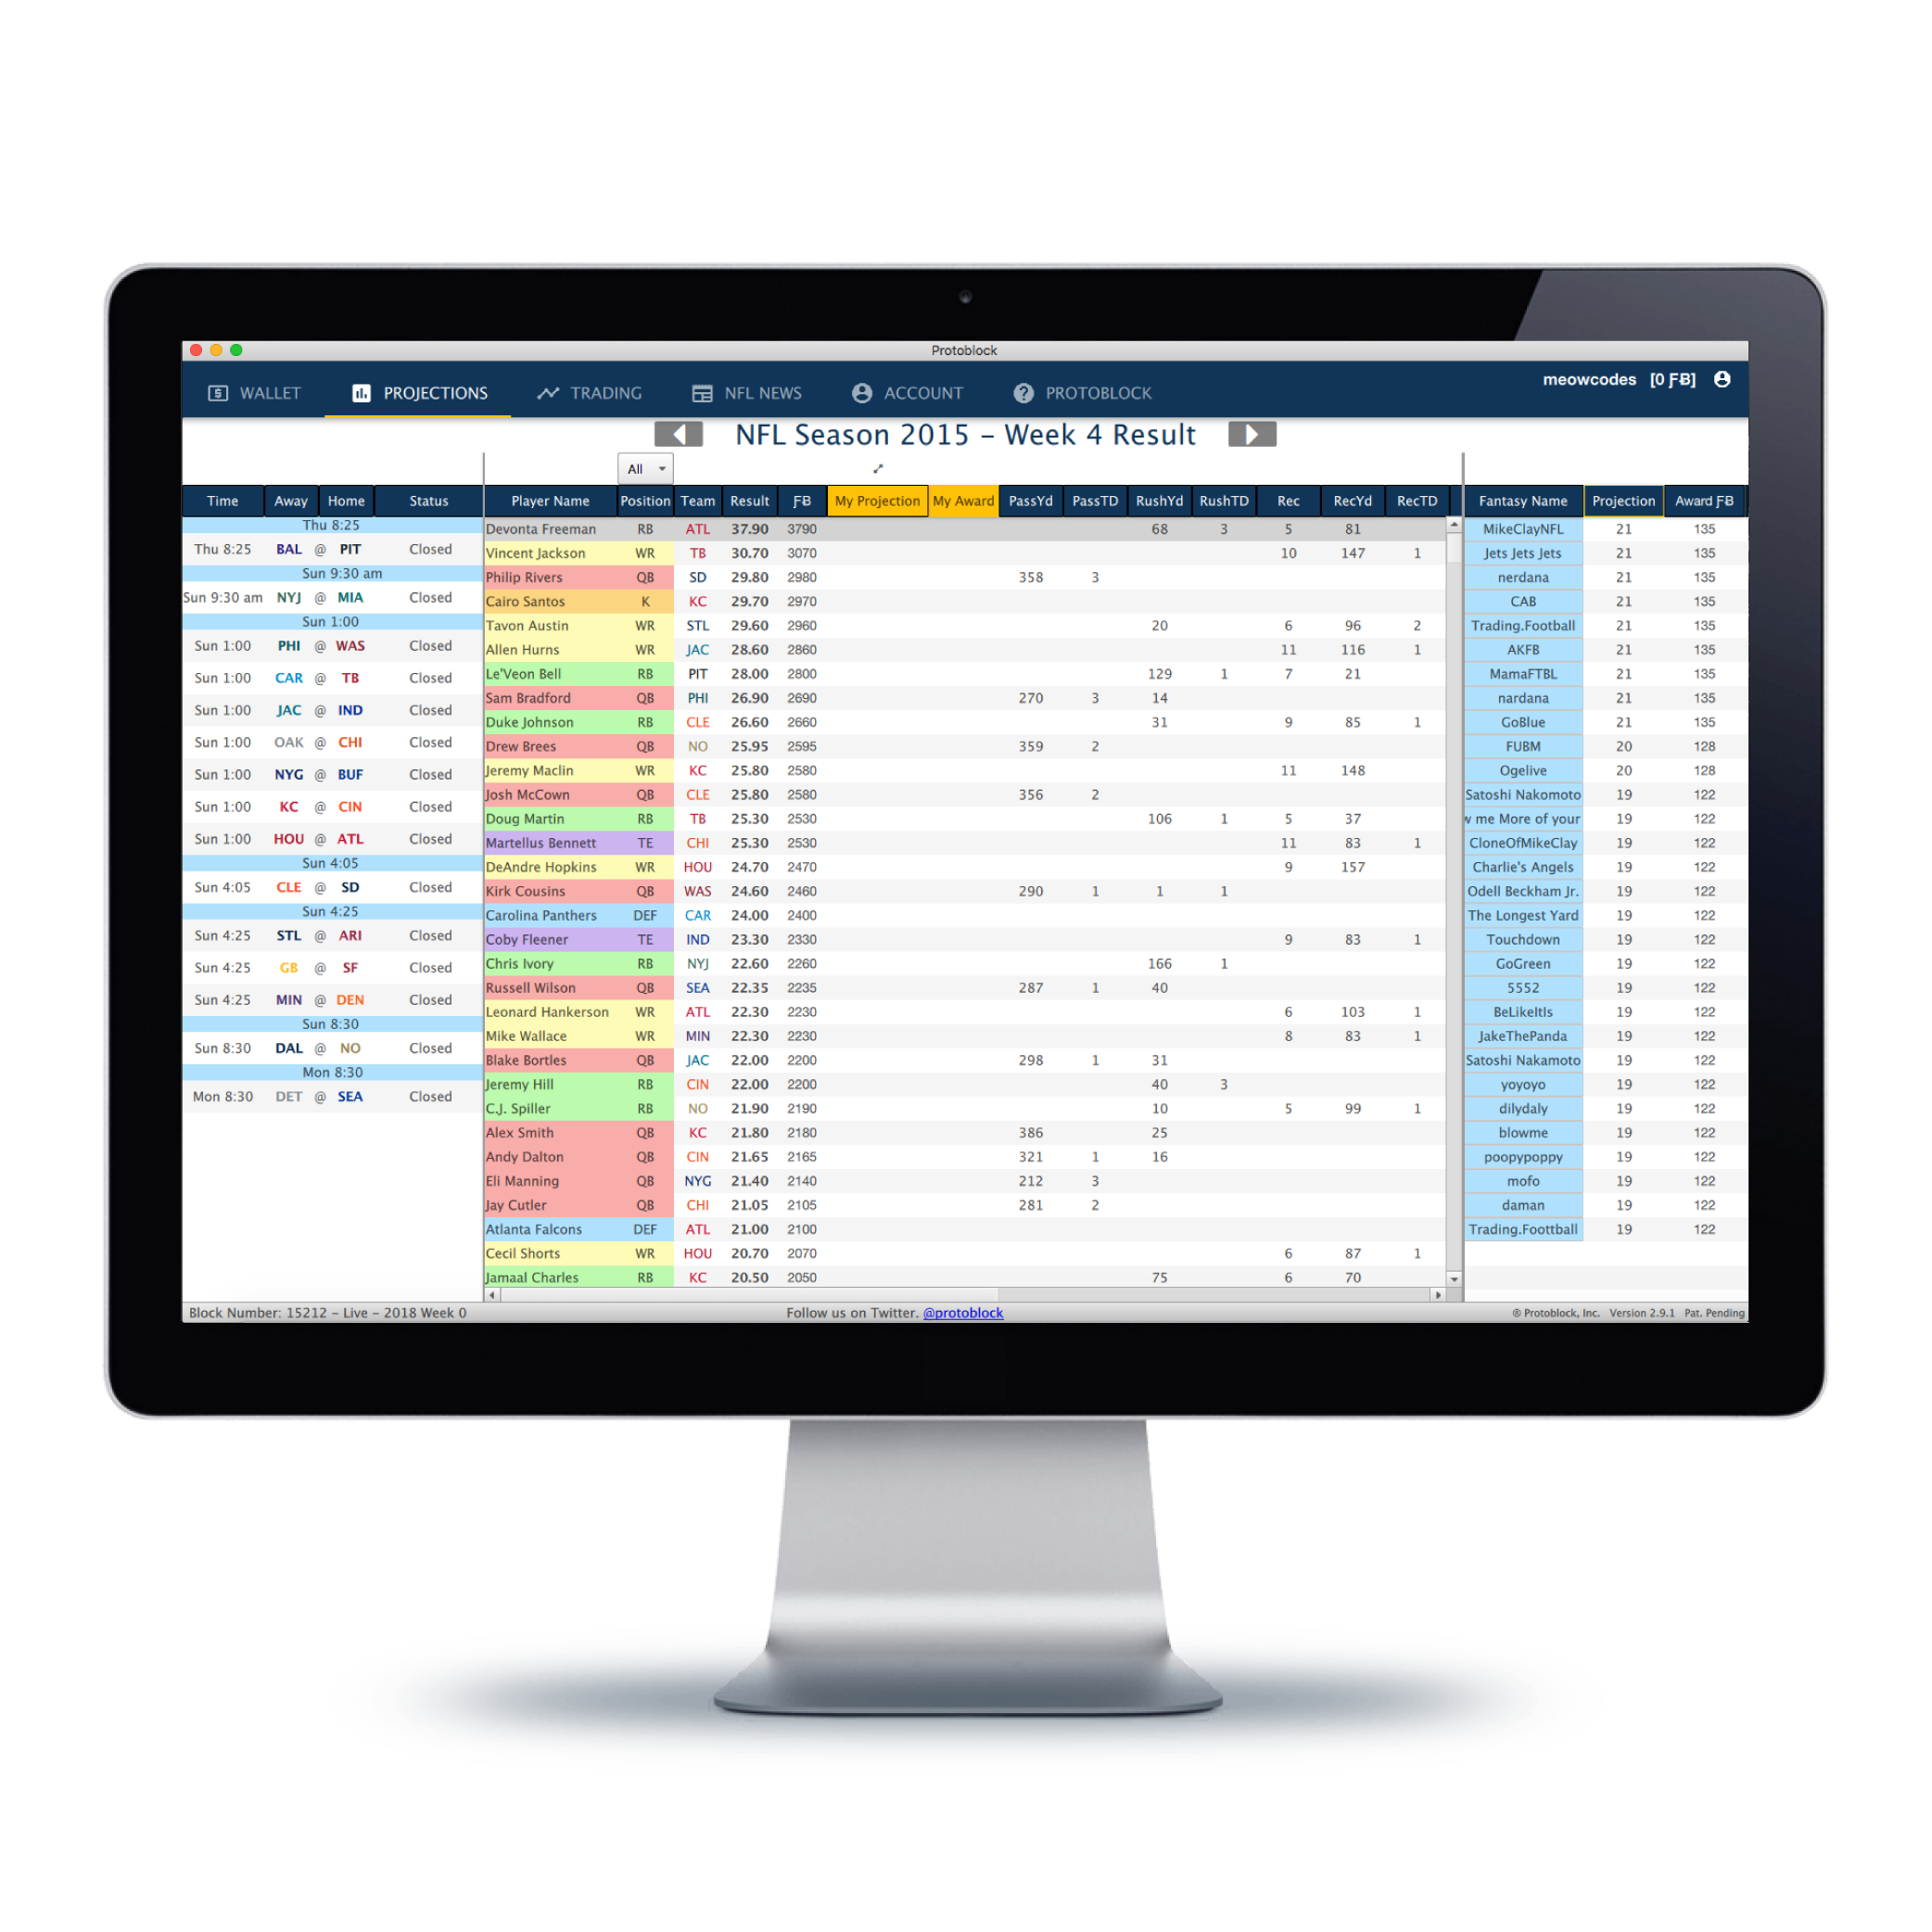 Protoblock
WALLET PROJECTIONS TRADING NFL NEWS ACCOUNT PROTOBLOCK meowcodes [0 ƑɃ]
NFL Season 2015 – Week 4 Result
All
Time Away Home Status
Thu 8:25
Thu 8:25 BAL @ PIT Closed
Sun 9:30 am
Sun 9:30 am NYJ @ MIA Closed
Sun 1:00
Sun 1:00 PHI @ WAS Closed
Sun 1:00 CAR @ TB Closed
Sun 1:00 JAC @ IND Closed
Sun 1:00 OAK @ CHI Closed
Sun 1:00 NYG @ BUF Closed
Sun 1:00 KC @ CIN Closed
Sun 1:00 HOU @ ATL Closed
Sun 4:05
Sun 4:05 CLE @ SD Closed
Sun 4:25
Sun 4:25 STL @ ARI Closed
Sun 4:25 GB @ SF Closed
Sun 4:25 MIN @ DEN Closed
Sun 8:30
Sun 8:30 DAL @ NO Closed
Mon 8:30
Mon 8:30 DET @ SEA Closed
Player Name Position Team Result ƑɃ My Projection My Award PassYd PassTD RushYd RushTD Rec RecYd RecTD
Devonta Freeman RB ATL 37.90 3790 68 3 5 81
Vincent Jackson WR TB 30.70 3070 10 147 1
Philip Rivers QB SD 29.80 2980 358 3
Cairo Santos K KC 29.70 2970
Tavon Austin WR STL 29.60 2960 20 6 96 2
Allen Hurns WR JAC 28.60 2860 11 116 1
Le'Veon Bell RB PIT 28.00 2800 129 1 7 21
Sam Bradford QB PHI 26.90 2690 270 3 14
Duke Johnson RB CLE 26.60 2660 31 9 85 1
Drew Brees QB NO 25.95 2595 359 2
Jeremy Maclin WR KC 25.80 2580 11 148
Josh McCown QB CLE 25.80 2580 356 2
Doug Martin RB TB 25.30 2530 106 1 5 37
Martellus Bennett TE CHI 25.30 2530 11 83 1
DeAndre Hopkins WR HOU 24.70 2470 9 157
Kirk Cousins QB WAS 24.60 2460 290 1 1 1
Carolina Panthers DEF CAR 24.00 2400
Coby Fleener TE IND 23.30 2330 9 83 1
Chris Ivory RB NYJ 22.60 2260 166 1
Russell Wilson QB SEA 22.35 2235 287 1 40
Leonard Hankerson WR ATL 22.30 2230 6 103 1
Mike Wallace WR MIN 22.30 2230 8 83 1
Blake Bortles QB JAC 22.00 2200 298 1 31
Jeremy Hill RB CIN 22.00 2200 40 3
C.J. Spiller RB NO 21.90 2190 10 5 99 1
Alex Smith QB KC 21.80 2180 386 25
Andy Dalton QB CIN 21.65 2165 321 1 16
Eli Manning QB NYG 21.40 2140 212 3
Jay Cutler QB CHI 21.05 2105 281 2
Atlanta Falcons DEF ATL 21.00 2100
Cecil Shorts WR HOU 20.70 2070 6 87 1
Jamaal Charles RB KC 20.50 2050 75 6 70
Fantasy Name Projection Award ƑɃ
MikeClayNFL 21 135
Jets Jets Jets 21 135
nerdana 21 135
CAB 21 135
Trading.Football 21 135
AKFB 21 135
MamaFTBL 21 135
nardana 21 135
GoBlue 21 135
FUBM 20 128
Ogelive 20 128
Satoshi Nakomoto 19 122
w me More of your 19 122
CloneOfMikeClay 19 122
Charlie's Angels 19 122
Odell Beckham Jr. 19 122
The Longest Yard 19 122
Touchdown 19 122
GoGreen 19 122
5552 19 122
BeLikeItIs 19 122
JakeThePanda 19 122
Satoshi Nakamoto 19 122
yoyoyo 19 122
dilydaly 19 122
blowme 19 122
poopypoppy 19 122
mofo 19 122
daman 19 122
Trading.Foottball 19 122
Block Number: 15212 – Live – 2018 Week 0 Follow us on Twitter. @protoblock ® Protoblock, Inc. Version 2.9.1 Pat. Pending